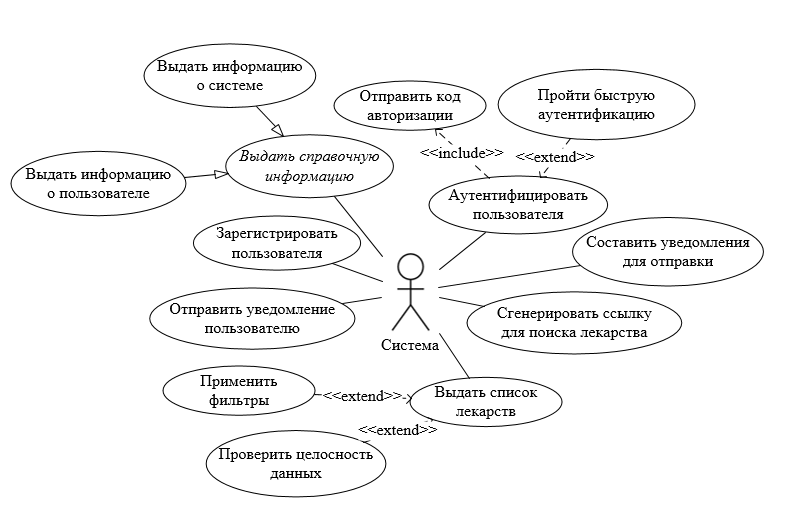 Выдать информацию
о системе
Отправить код
авторизации
Пройти быструю
аутентификацию
<<include>>
<<extend>>
Выдать справочную
информацию
Выдать информацию
о пользователе
Аутентифицировать
пользователя
Зарегистрировать
пользователя
Составить уведомления
для отправки
Отправить уведомление
пользователю
Сгенерировать ссылку
для поиска лекарства
Система
Применить
фильтры
<<extend>>
Выдать список
лекарств
<<extend>>
Проверить целосность
данных